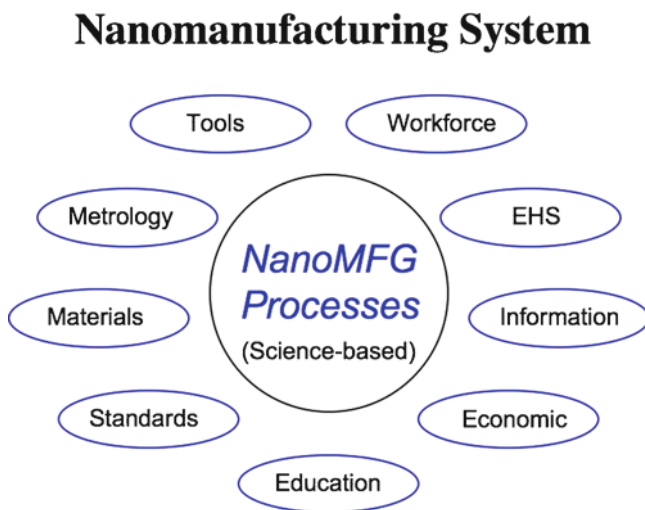 Nanomanufacturing System
Tools
Workforce
Metrology
EHS
NanoMFG
Processes
(Science-based)
Materials
Information
Standards
Economic
Education